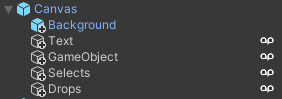 Canvas
Background
Text
GameObject
Selects
Drops